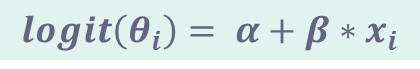 logit(θᵢ) = α + β * xᵢ